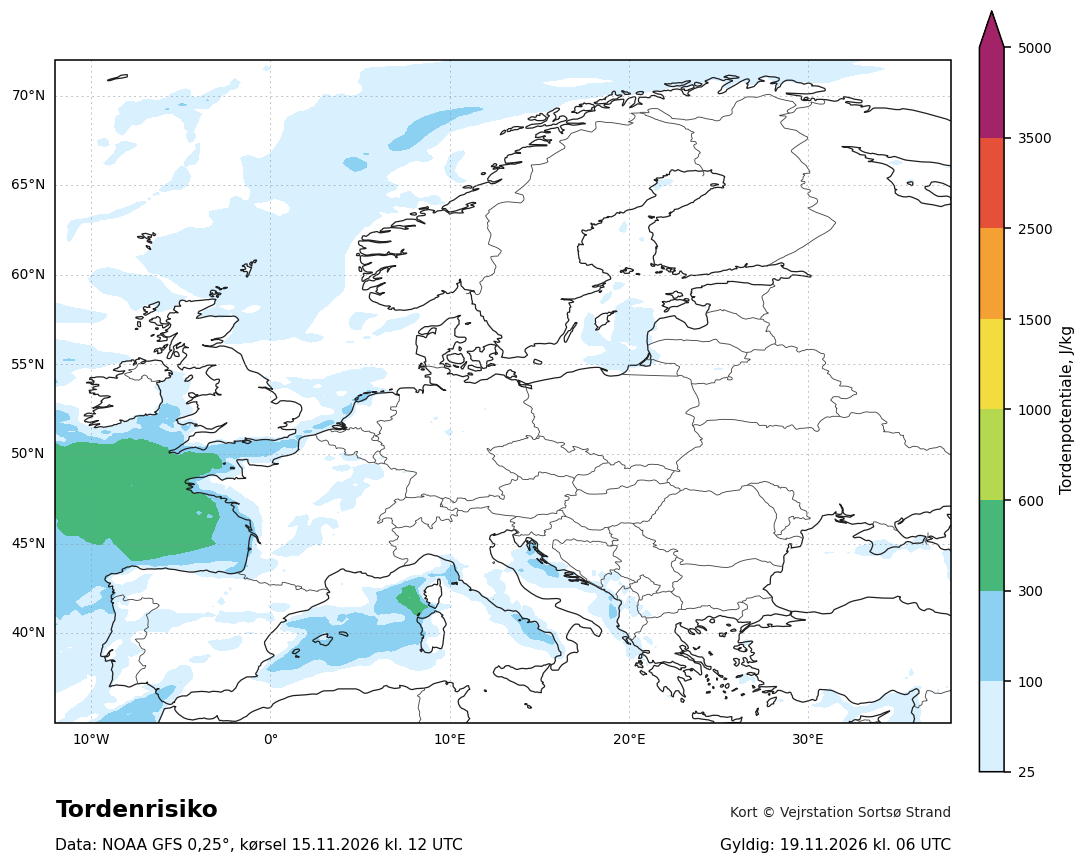 5000
3500
2500
1500
1000
600
300
100
25
Tordenpotentiale, J/kg
70°N
65°N
60°N
55°N
50°N
45°N
40°N
10°W
0°
10°E
20°E
30°E
Tordenrisiko
Kort © Vejrstation Sortsø Strand
Data: NOAA GFS 0,25°, kørsel 15.11.2026 kl. 12 UTC
Gyldig: 19.11.2026 kl. 06 UTC